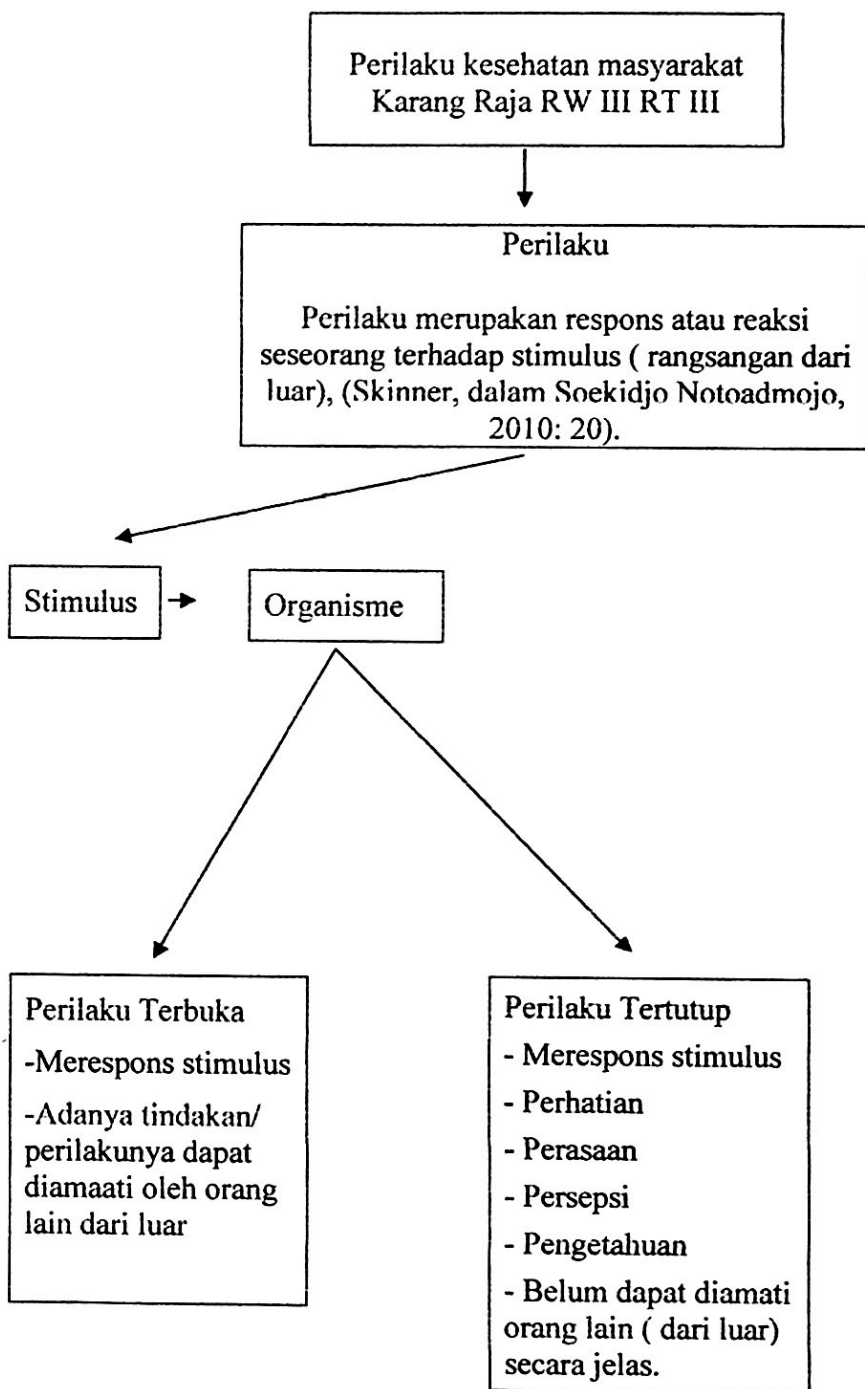 Perilaku kesehatan masyarakat
Karang Raja RW III RT III
Perilaku
Perilaku merupakan respons atau reaksi
seseorang terhadap stimulus ( rangsangan dari
luar), (Skinner, dalam Soekidjo Notoadmojo,
2010: 20).
Stimulus
Organisme
Perilaku Terbuka
-Merespons stimulus
-Adanya tindakan/
perilakunya dapat
diamaati oleh orang
lain dari luar
Perilaku Tertutup
- Merespons stimulus
- Perhatian
- Perasaan
- Persepsi
- Pengetahuan
- Belum dapat diamati
orang lain ( dari luar)
secara jelas.